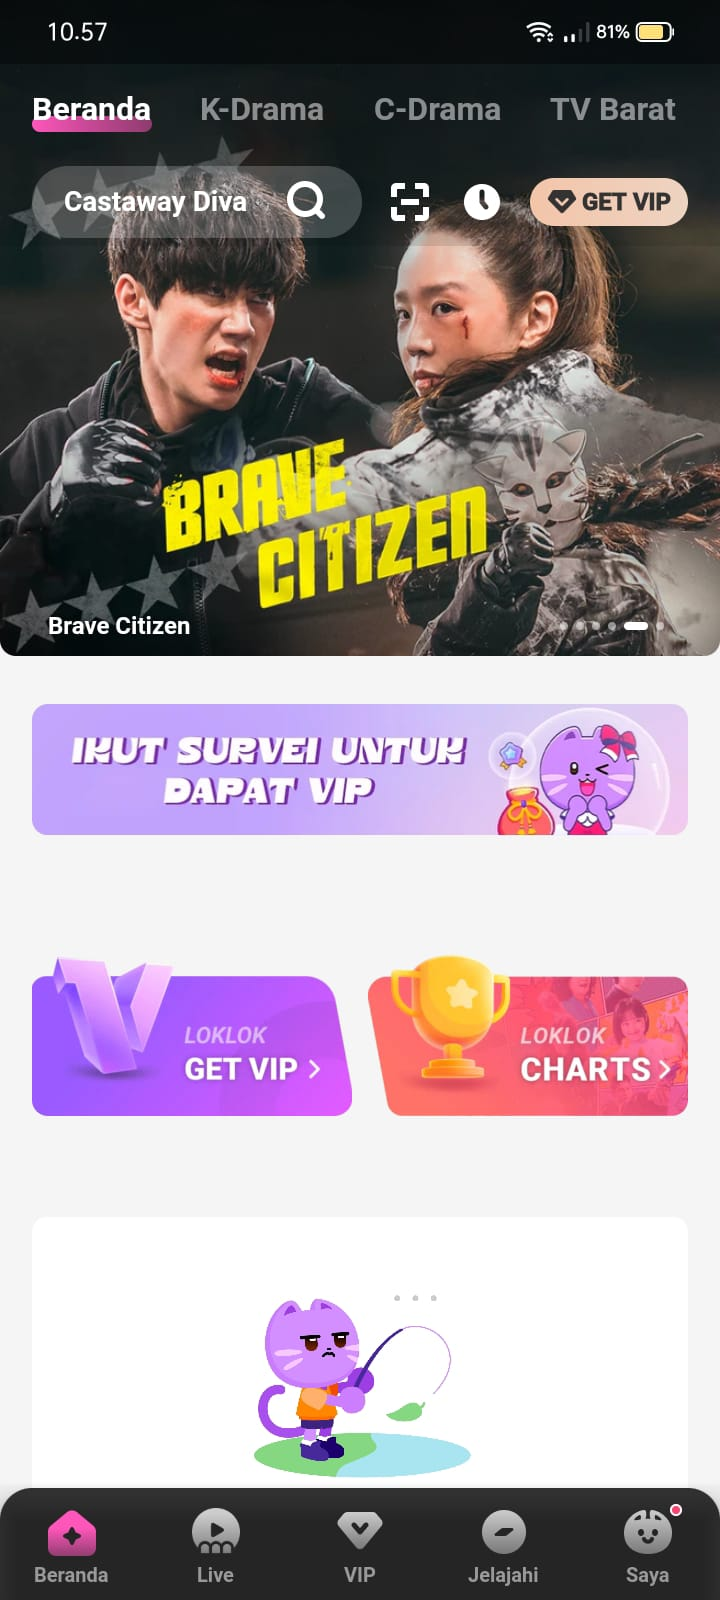 10.57
81%
Beranda K-Drama C-Drama TV Barat
Castaway Diva
GET VIP
BRAVE
CITIZEN
Brave Citizen
IKUT SURVEI UNTUK
DAPAT VIP
LOKLOK
GET VIP
LOKLOK
CHARTS
Beranda Live VIP Jelajahi Saya